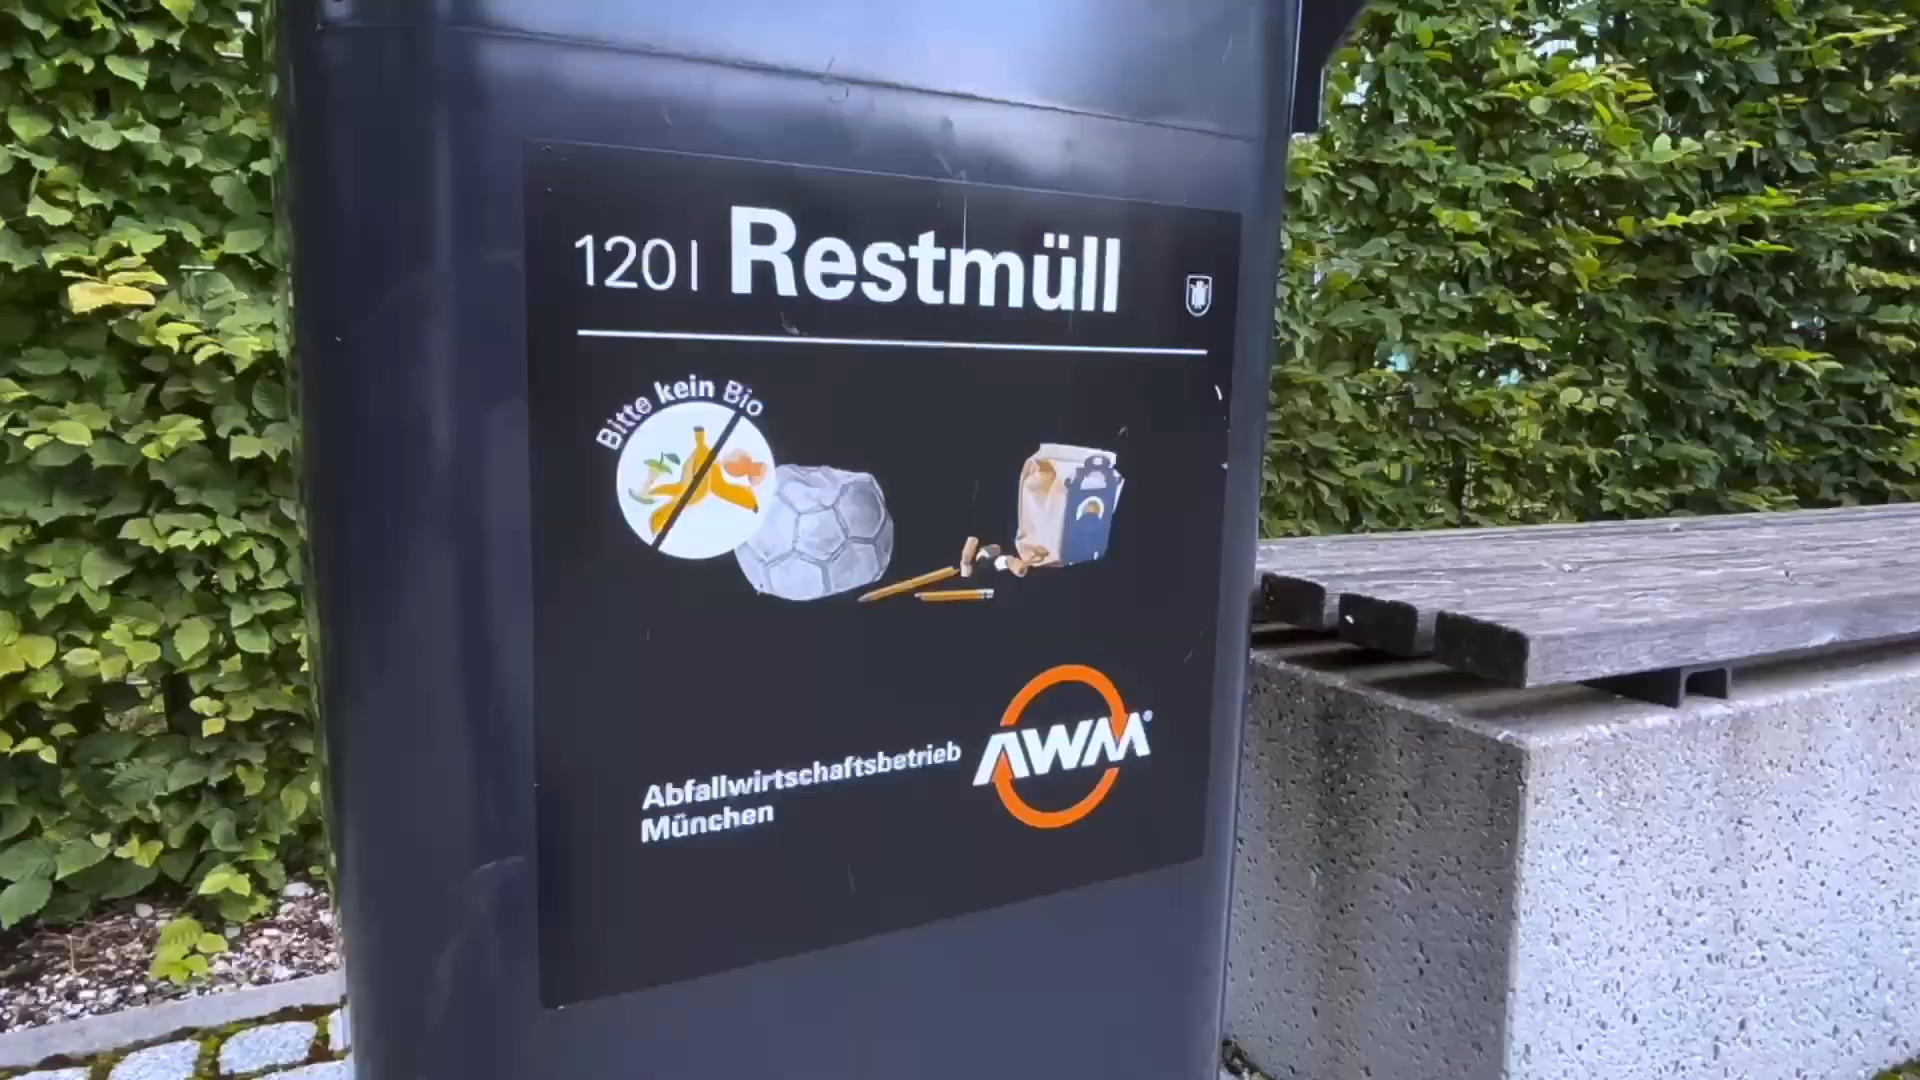 120 l Restmüll
Bitte kein Bio
AWM
Abfallwirtschaftsbetrieb
München